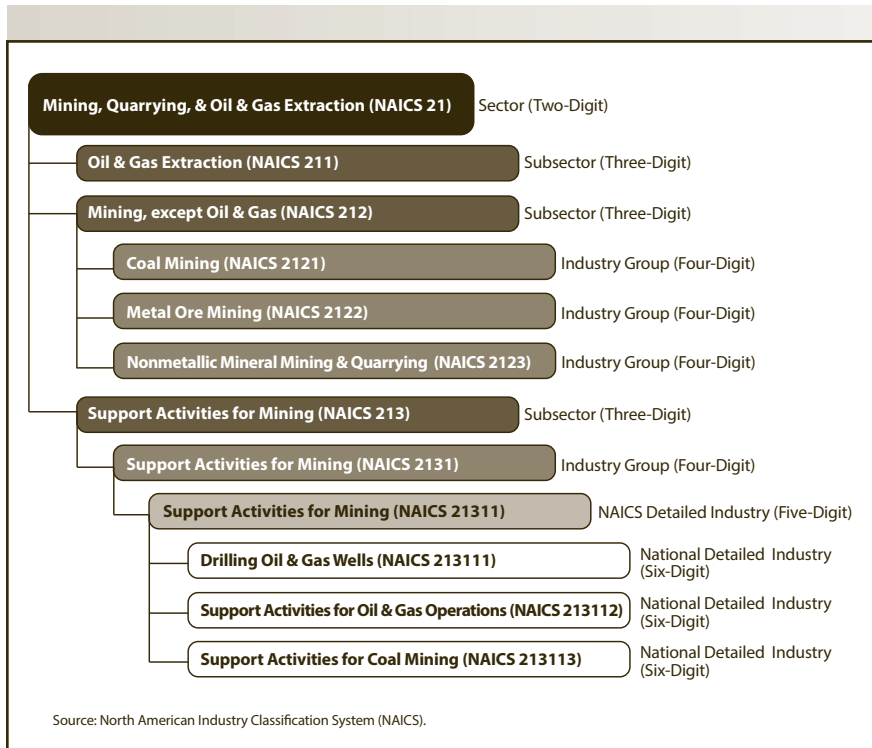 Mining, Quarrying, & Oil & Gas Extraction (NAICS 21) Sector (Two-Digit)
Oil & Gas Extraction (NAICS 211) Subsector (Three-Digit)
Mining, except Oil & Gas (NAICS 212) Subsector (Three-Digit)
Coal Mining (NAICS 2121) Industry Group (Four-Digit)
Metal Ore Mining (NAICS 2122) Industry Group (Four-Digit)
Nonmetallic Mineral Mining & Quarrying (NAICS 2123) Industry Group (Four-Digit)
Support Activities for Mining (NAICS 213) Subsector (Three-Digit)
Support Activities for Mining (NAICS 2131) Industry Group (Four-Digit)
Support Activities for Mining (NAICS 21311) NAICS Detailed Industry (Five-Digit)
Drilling Oil & Gas Wells (NAICS 213111) National Detailed Industry
(Six-Digit)
Support Activities for Oil & Gas Operations (NAICS 213112) National Detailed Industry
(Six-Digit)
Support Activities for Coal Mining (NAICS 213113) National Detailed Industry
(Six-Digit)
Source: North American Industry Classification System (NAICS).